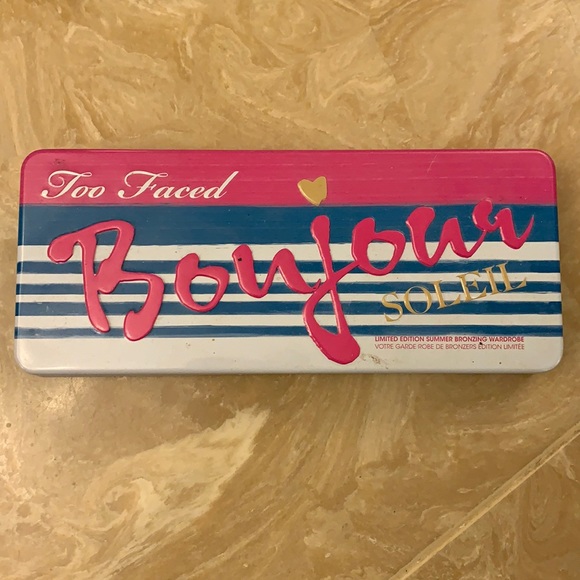 Too Faced
Bonjour
SOLEIL
LIMITED EDITION SUMMER BRONZING WARDROBE
VOTRE GARDE ROBE DE BRONZERS ÉDITION LIMITÉE